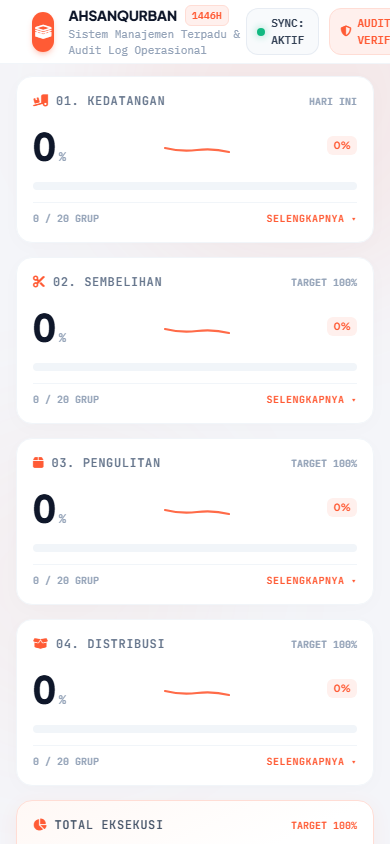 AHSANQURBAN 1446H
Sistem Manajemen Terpadu &
Audit Log Operasional
SYNC:
AKTIF
AUDIT
VERIF
01. KEDATANGAN HARI INI
0 % 0%
0 / 20 GRUP SELENGKAPNYA
02. SEMBELIHAN TARGET 100%
0 % 0%
0 / 20 GRUP SELENGKAPNYA
03. PENGULITAN TARGET 100%
0 % 0%
0 / 20 GRUP SELENGKAPNYA
04. DISTRIBUSI TARGET 100%
0 % 0%
0 / 20 GRUP SELENGKAPNYA
TOTAL EKSEKUSI TARGET 100%